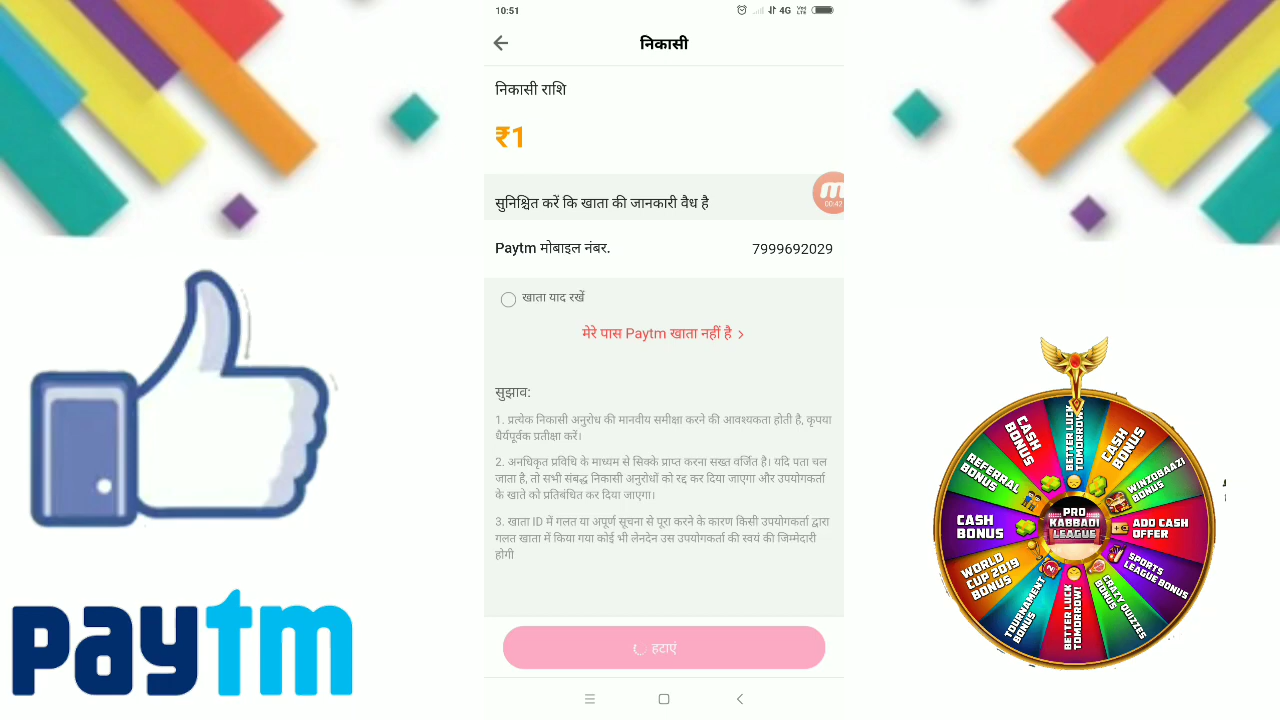 10:51
4G
VoLTE
निकासी
निकासी राशि
₹1
सुनिश्चित करें कि खाता की जानकारी वैध है
00:42
Paytm मोबाइल नंबर.
7999692029
खाता याद रखें
मेरे पास Paytm खाता नहीं है >
सुझाव:
1. प्रत्येक निकासी अनुरोध की मानवीय समीक्षा करने की आवश्यकता होती है, कृपया
धैर्यपूर्वक प्रतीक्षा करें।
2. अनधिकृत प्रविधि के माध्यम से सिक्के प्राप्त करना सख्त वर्जित है। यदि पता चल
जाता है, तो सभी संबद्ध निकासी अनुरोधों को रद्द कर दिया जाएगा और उपयोगकर्ता
के खाते को प्रतिबंधित कर दिया जाएगा।
3. खाता ID में गलत या अपूर्ण सूचना से पूरा करने के कारण किसी उपयोगकर्ता द्वारा
गलत खाता में किया गया कोई भी लेनदेन उस उपयोगकर्ता की स्वयं की जिम्मेदारी
होगी
हटाएं
paytm
BETTER LUCK
TOMORROW!
CASH
BONUS
WINZOBAAZI
BONUS
ADD CASH
OFFER
SPORTS
LEAGUE BONUS
CRAZY QUIZZES
BONUS
BETTER LUCK
TOMORROW!
TOURNAMENT
BONUS
WORLD
CUP 2019
BONUS
CASH
BONUS
REFERRAL
BONUS
CASH
BONUS
PRO
KABBADI
LEAGUE